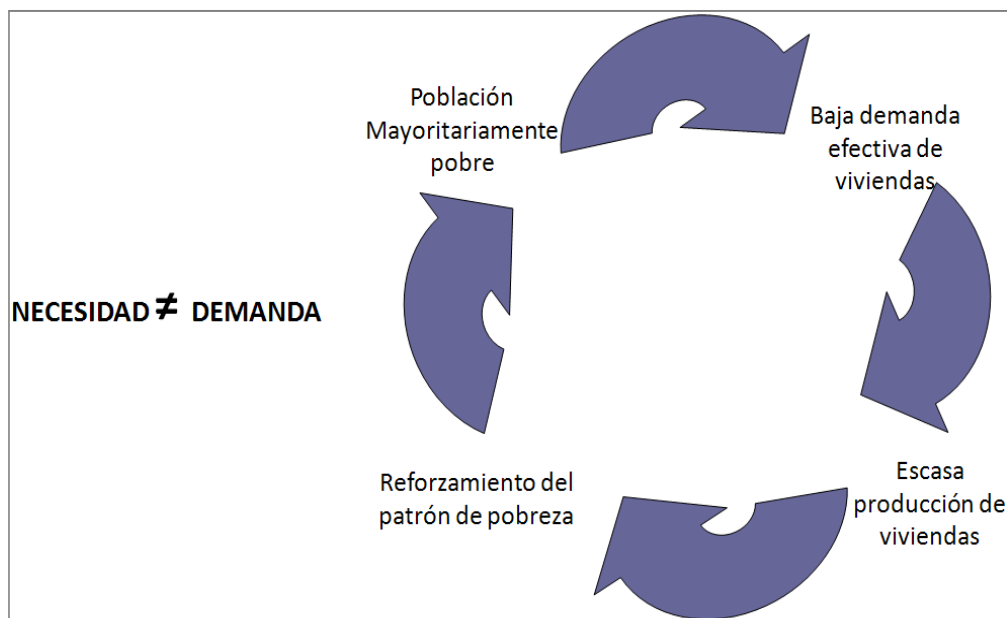 Población
Mayoritariamente
pobre
Baja demanda
efectiva de
viviendas
NECESIDAD ≠ DEMANDA
Reforzamiento del
patrón de pobreza
Escasa
producción de
viviendas